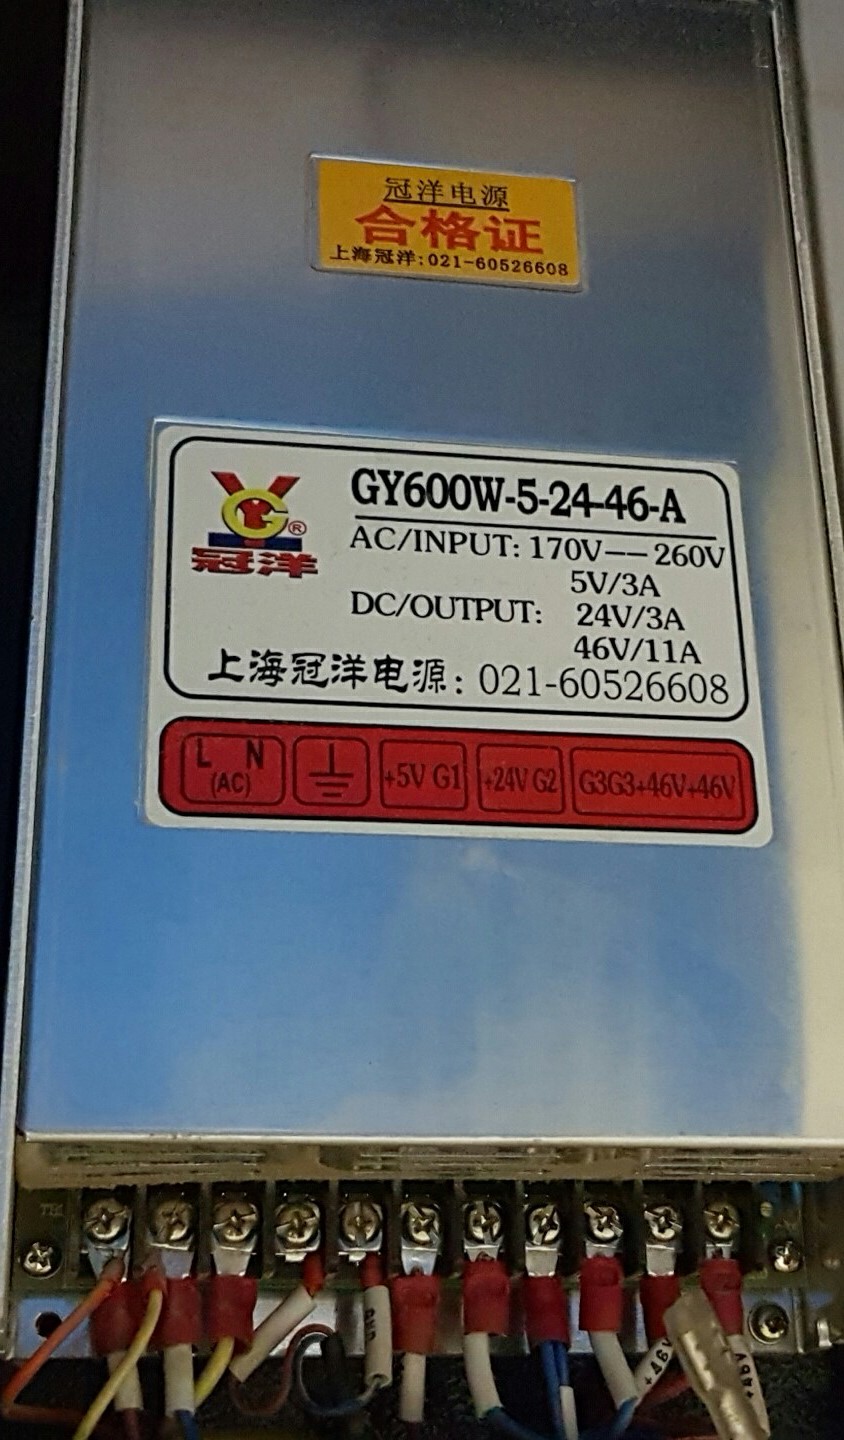 冠洋电源
合格证
上海冠洋:021-60526608
GY600W-5-24-46-A
G®
冠洋
AC/INPUT: 170V——260V
5V/3A
DC/OUTPUT: 24V/3A
46V/11A
上海冠洋电源: 021-60526608
L N +5V G1 +24V G2 G3G3+46V+46V
(AC)
+46V
+46V